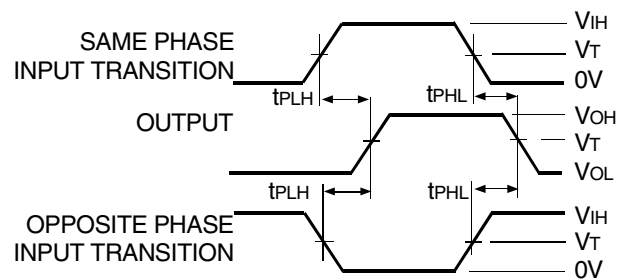 SAME PHASE
INPUT TRANSITION
VIH
VT
0V
tPLH
tPHL
OUTPUT
VOH
VT
VOL
tPLH
tPHL
OPPOSITE PHASE
INPUT TRANSITION
VIH
VT
0V